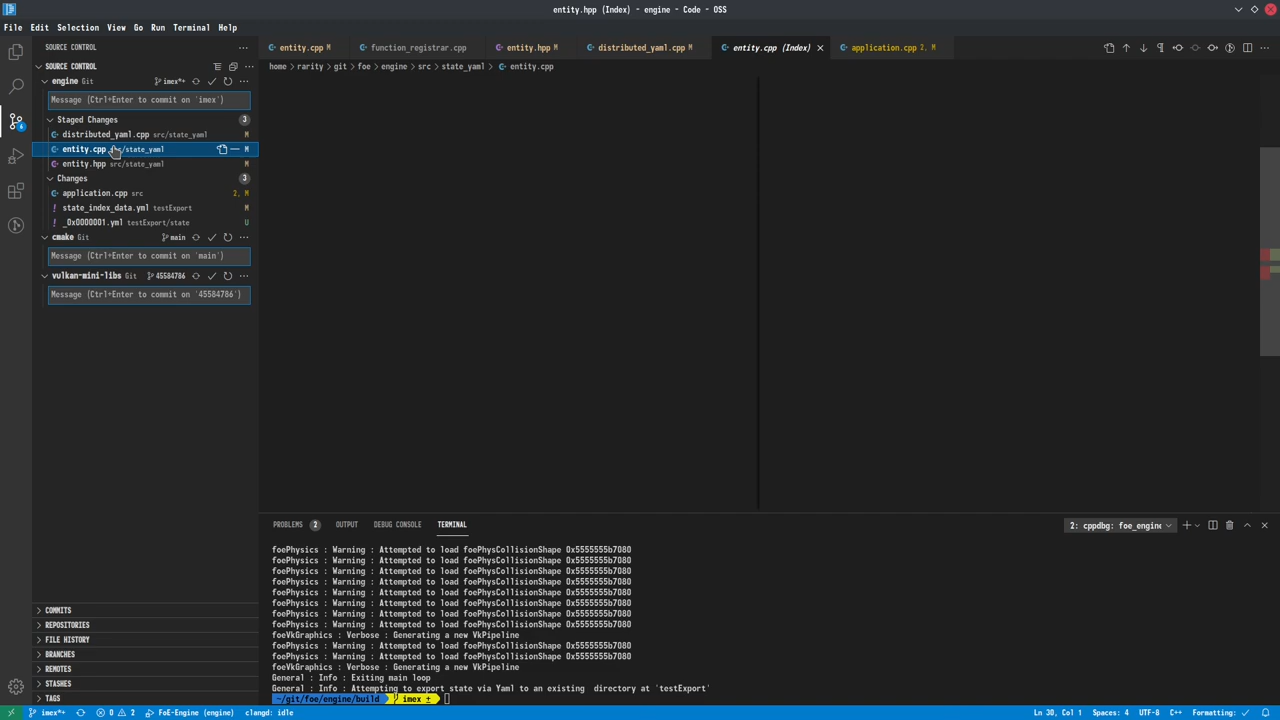 entity.hpp (Index) - engine - Code - OSS
File Edit Selection View Go Run Terminal Help
SOURCE CONTROL
entity.cpp M
function_registrar.cpp
entity.hpp M
distributed_yaml.cpp M
entity.cpp (Index)
application.cpp 2, M
SOURCE CONTROL
home > rarity > git > foe > engine > src > state_yaml > entity.cpp
engine Git imex*+
Message (Ctrl+Enter to commit on 'imex')
Staged Changes 3
distributed_yaml.cpp src/state_yaml M
entity.cpp src/state_yaml M
entity.hpp src/state_yaml M
Changes 3
application.cpp src 2, M
state_index_data.yml testExport M
_0x0000001.yml testExport/state U
cmake Git main
Message (Ctrl+Enter to commit on 'main')
vulkan-mini-libs Git 45584786
Message (Ctrl+Enter to commit on '45584786')
COMMITS
REPOSITORIES
FILE HISTORY
BRANCHES
REMOTES
STASHES
TAGS
PROBLEMS 2 OUTPUT DEBUG CONSOLE TERMINAL
2: cppdbg: foe_engine
foePhysics : Warning : Attempted to load foePhysCollisionShape 0x5555555b7080
foePhysics : Warning : Attempted to load foePhysCollisionShape 0x5555555b7080
foePhysics : Warning : Attempted to load foePhysCollisionShape 0x5555555b7080
foePhysics : Warning : Attempted to load foePhysCollisionShape 0x5555555b7080
foePhysics : Warning : Attempted to load foePhysCollisionShape 0x5555555b7080
foePhysics : Warning : Attempted to load foePhysCollisionShape 0x5555555b7080
foePhysics : Warning : Attempted to load foePhysCollisionShape 0x5555555b7080
foePhysics : Warning : Attempted to load foePhysCollisionShape 0x5555555b7080
foeVkGraphics : Verbose : Generating a new VkPipeline
foePhysics : Warning : Attempted to load foePhysCollisionShape 0x5555555b7080
foePhysics : Warning : Attempted to load foePhysCollisionShape 0x5555555b7080
foeVkGraphics : Verbose : Generating a new VkPipeline
General : Info : Exiting main loop
General : Info : Attempting to export state via Yaml to an existing directory at 'testExport'
~/git/foe/engine/build imex ±
imex*+ 0 2 FoE-Engine (engine) clangd: idle
Ln 30, Col 1 Spaces: 4 UTF-8 LF C++ Formatting: ✓